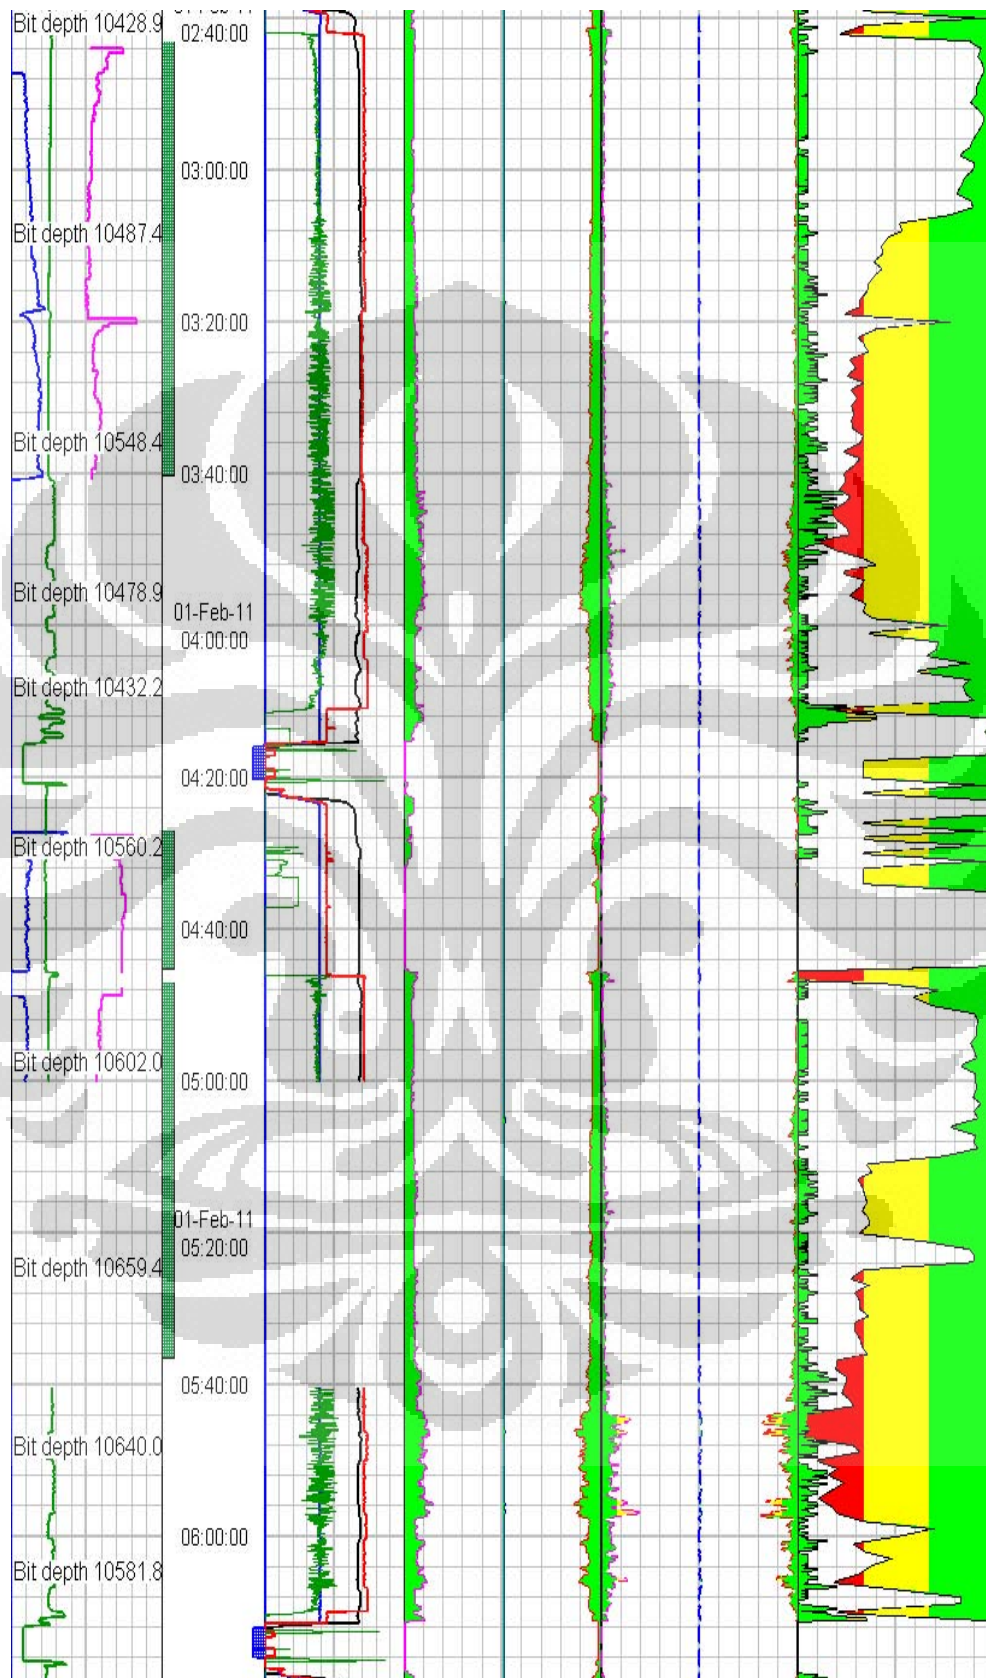 Bit depth 10428.9
02:40:00
03:00:00
Bit depth 10487.4
03:20:00
Bit depth 10548.4
03:40:00
Bit depth 10478.9
01-Feb-11
04:00:00
Bit depth 10432.2
04:20:00
Bit depth 10560.2
04:40:00
Bit depth 10602.0
05:00:00
01-Feb-11
05:20:00
Bit depth 10659.4
05:40:00
Bit depth 10640.0
06:00:00
Bit depth 10581.8